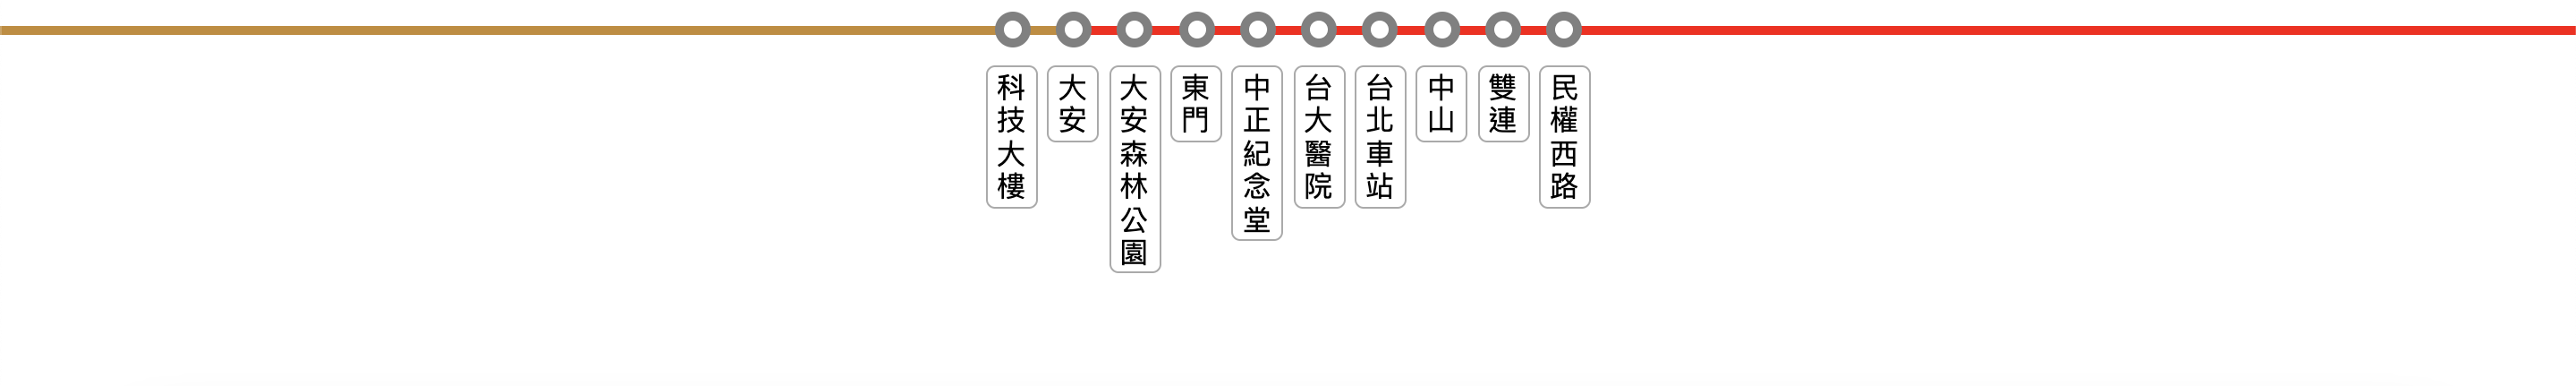 科技大樓
大安
大安森林公園
東門
中正紀念堂
台大醫院
台北車站
中山
雙連
民權西路